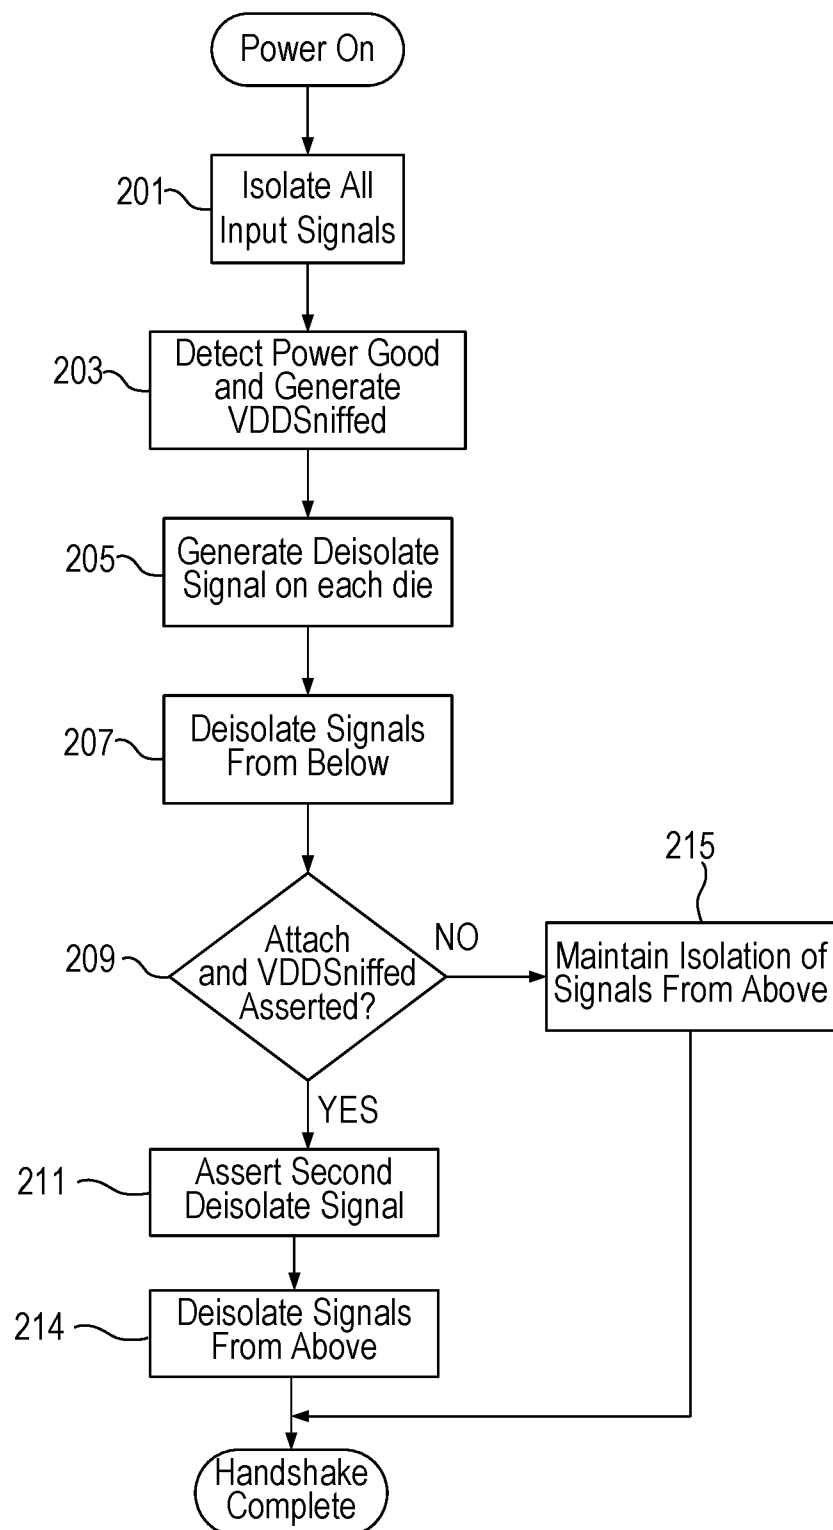 Power On
201
Isolate All
Input Signals
203
Detect Power Good
and Generate
VDDSniffed
205
Generate Deisolate
Signal on each die
207
Deisolate Signals
From Below
209
Attach
and VDDSniffed
Asserted?
NO
215
Maintain Isolation of
Signals From Above
YES
211
Assert Second
Deisolate Signal
214
Deisolate Signals
From Above
Handshake
Complete